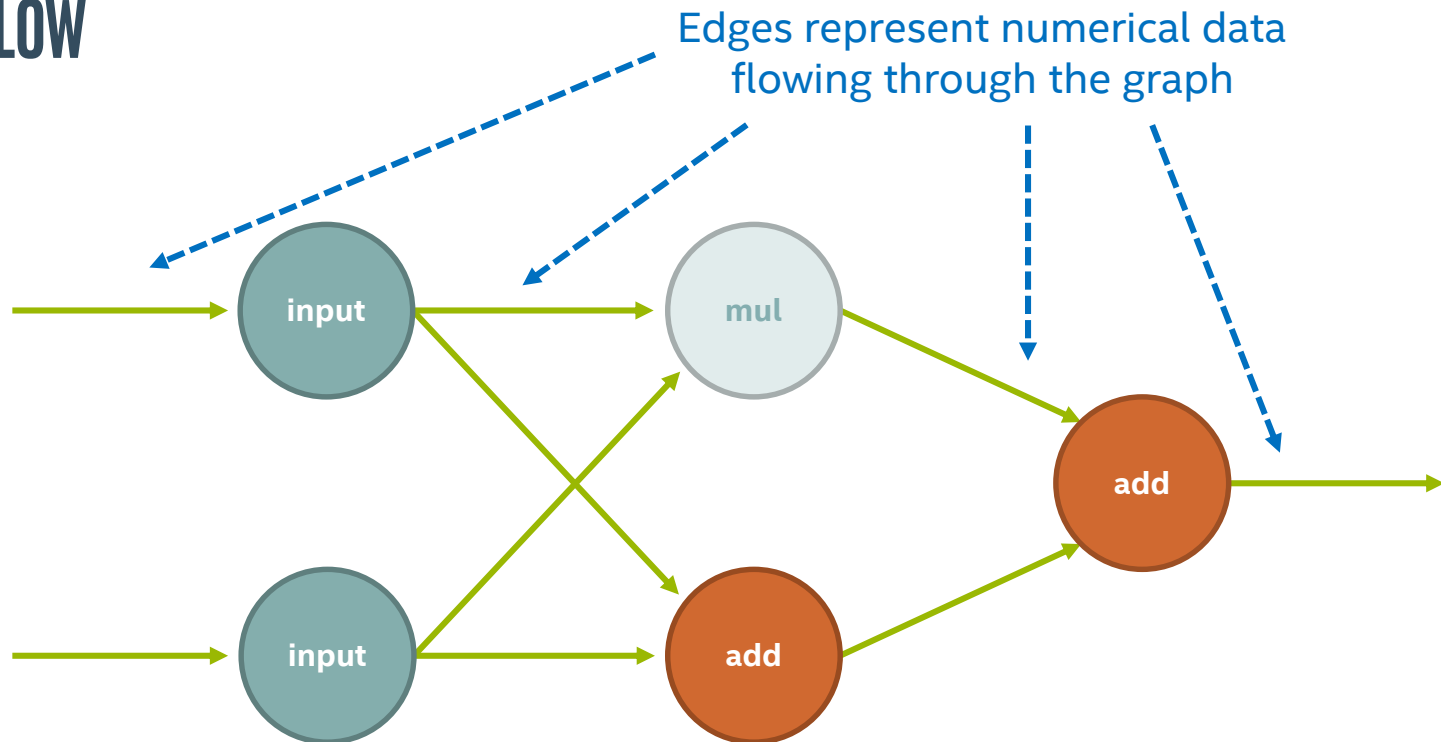 LOW
Edges represent numerical data
flowing through the graph
input
mul
add
input
add